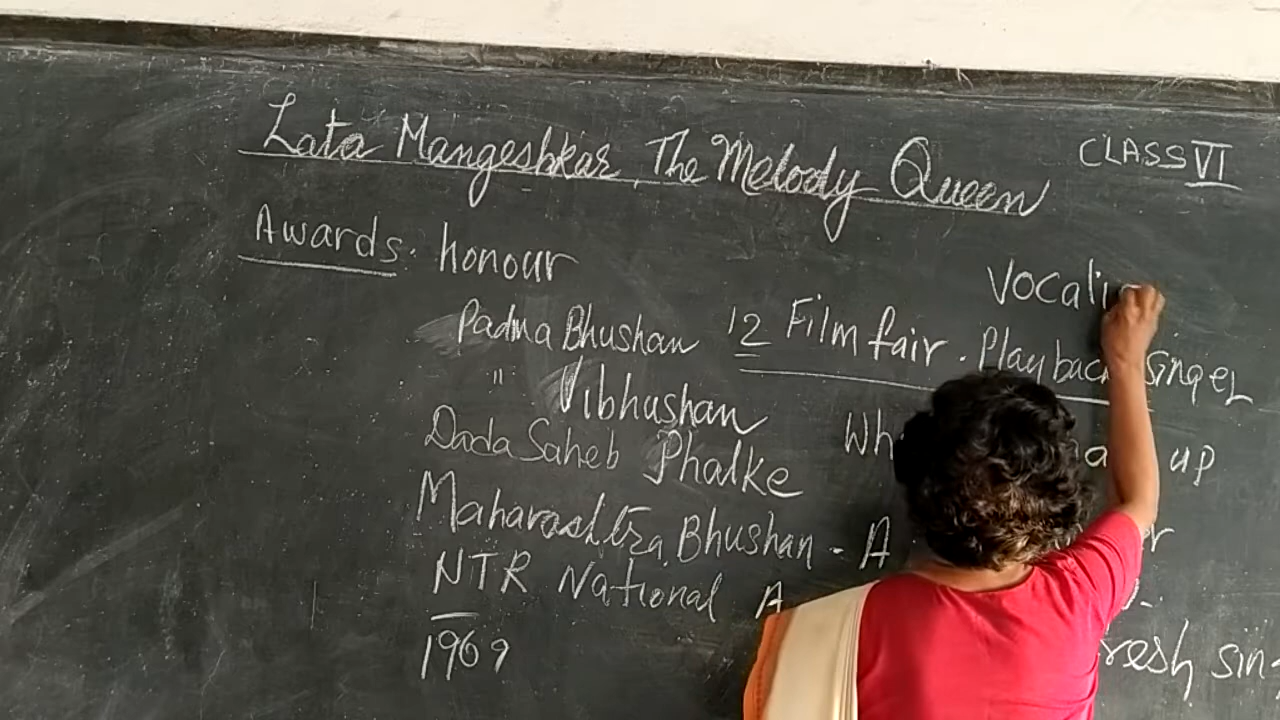 Lata Mangeshkar, The Melody Queen
CLASS VI
Awards. honour
Vocali
Padma Bhushan 12 Film fair. Playback Singer
" Vibhushan
up
Dada Saheb Phalke
Maharashtra Bhushan - A
NTR National A
1969
resh sin